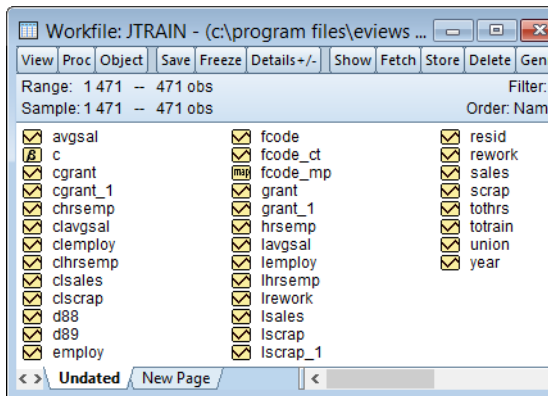 Workfile: JTRAIN - (c:\program files\eviews ...
View Proc Object Save Freeze Details+/- Show Fetch Store Delete Gen
Range: 1 471 -- 471 obs Filter:
Sample: 1 471 -- 471 obs Order: Nam
avgsal
c
cgrant
cgrant_1
chrsemp
clavgsal
clemploy
clhrsemp
clsales
clscrap
d88
d89
employ
fcode
fcode_ct
map fcode_mp
grant
grant_1
hrsemp
lavgsal
lemploy
lhrsemp
lrework
lsales
lscrap
lscrap_1
resid
rework
sales
scrap
tothrs
totrain
union
year
Undated New Page